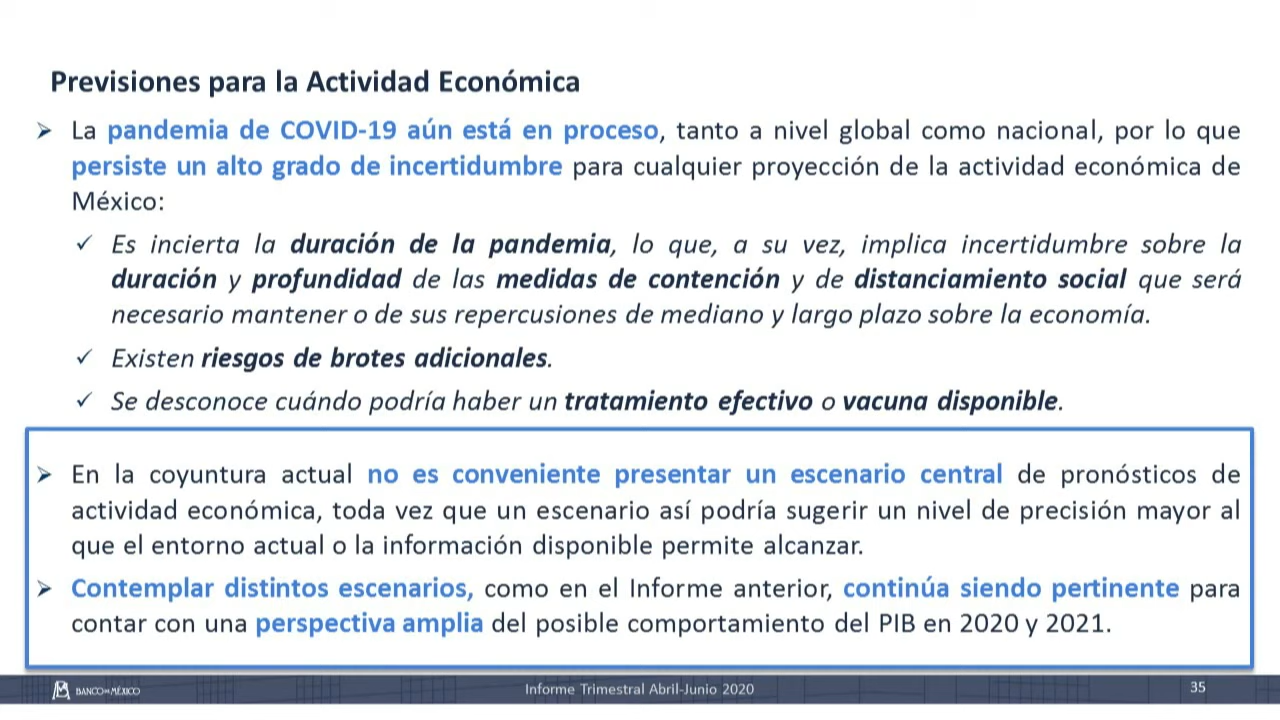 Previsiones para la Actividad Económica
➢ La pandemia de COVID-19 aún está en proceso, tanto a nivel global como nacional, por lo que
persiste un alto grado de incertidumbre para cualquier proyección de la actividad económica de
México:
✓ Es incierta la duración de la pandemia, lo que, a su vez, implica incertidumbre sobre la
duración y profundidad de las medidas de contención y de distanciamiento social que será
necesario mantener o de sus repercusiones de mediano y largo plazo sobre la economía.
✓ Existen riesgos de brotes adicionales.
✓ Se desconoce cuándo podría haber un tratamiento efectivo o vacuna disponible.
➢ En la coyuntura actual no es conveniente presentar un escenario central de pronósticos de
actividad económica, toda vez que un escenario así podría sugerir un nivel de precisión mayor al
que el entorno actual o la información disponible permite alcanzar.
➢ Contemplar distintos escenarios, como en el Informe anterior, continúa siendo pertinente para
contar con una perspectiva amplia del posible comportamiento del PIB en 2020 y 2021.
BANCO DE MÉXICO
Informe Trimestral Abril-Junio 2020
35